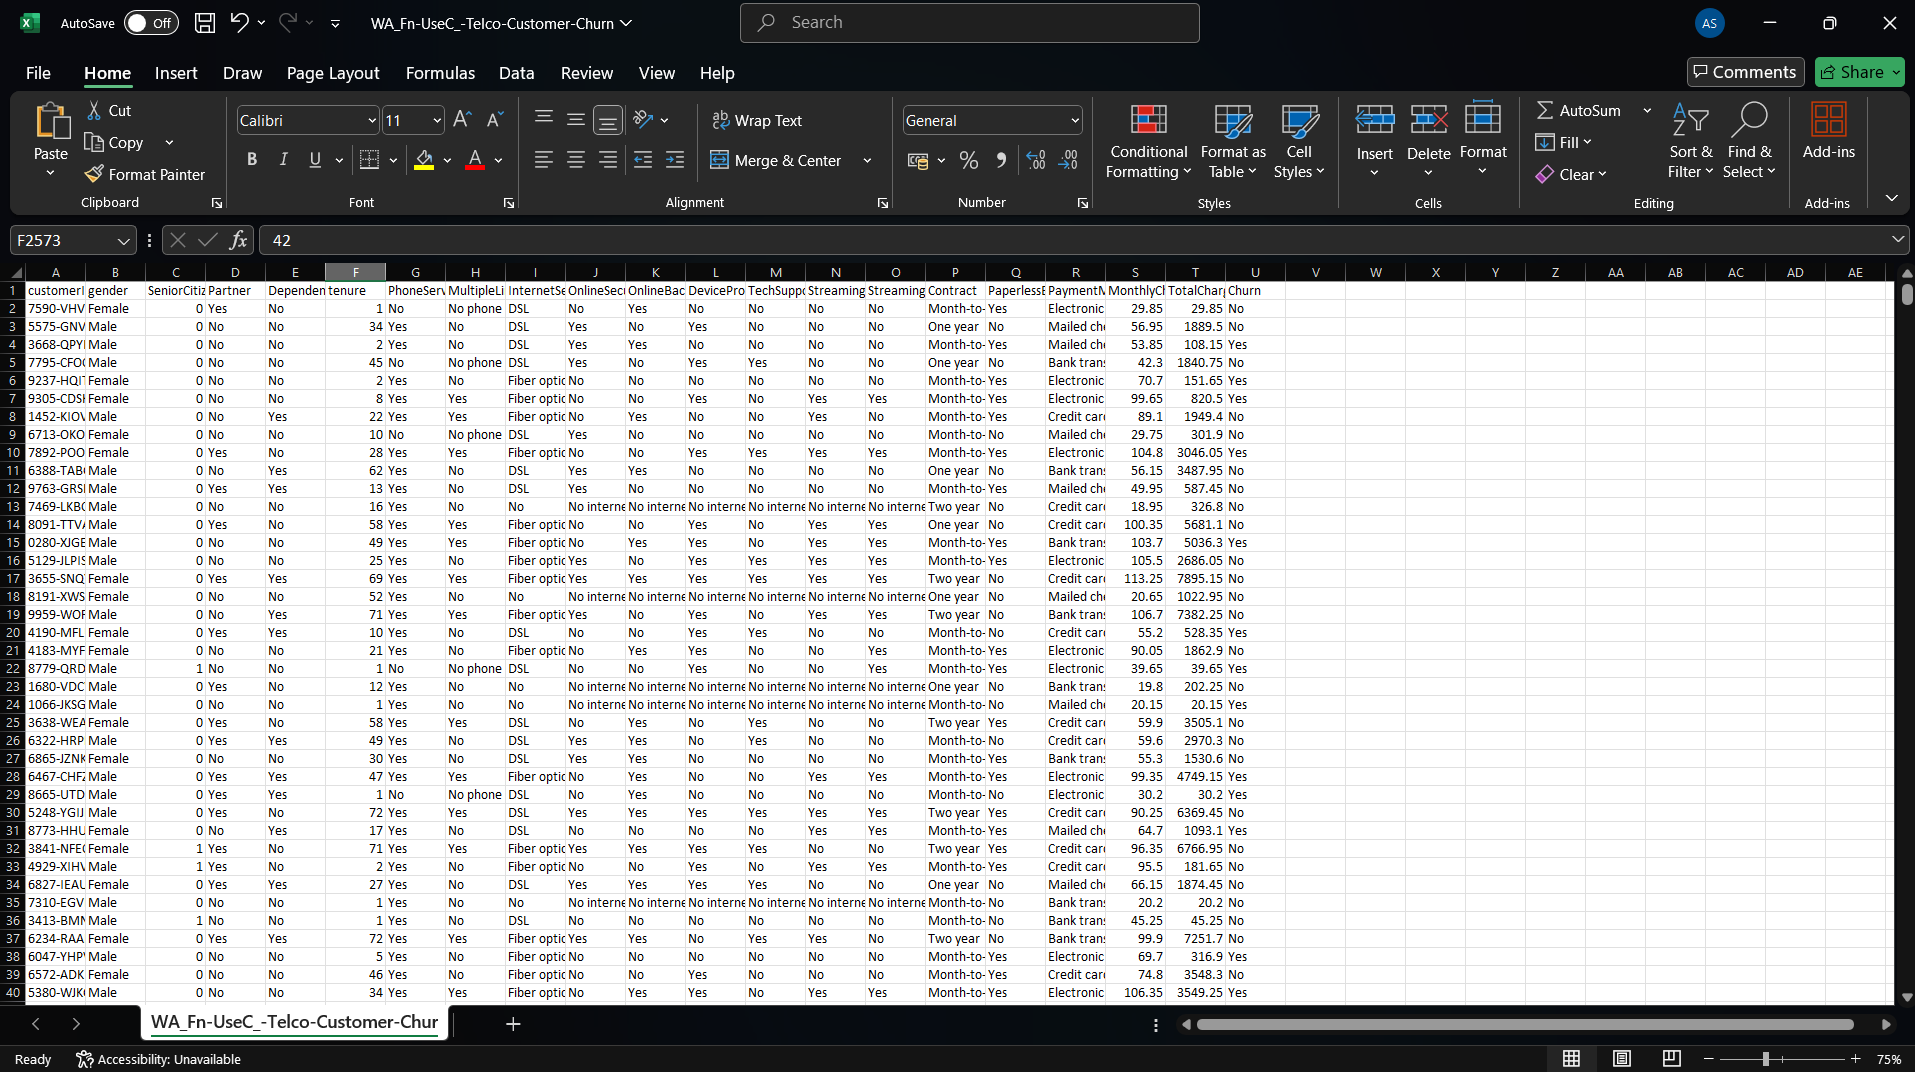 AutoSave Off WA_Fn-UseC_-Telco-Customer-Churn Search AS
File Home Insert Draw Page Layout Formulas Data Review View Help Comments Share
Paste Cut Copy Format Painter Clipboard
Calibri 11 A A B I U A Font
Wrap Text Merge & Center Alignment
General % Number
Conditional Formatting Format as Table Cell Styles Styles
Insert Delete Format Cells
AutoSum Fill Clear Sort & Filter Find & Select Editing
Add-ins Add-ins
F2573 fx 42
A B C D E F G H I J K L M N O P Q R S T U V W X Y Z AA AB AC AD AE
1 customerI gender SeniorCitiz Partner Dependen tenure PhoneServ MultipleLi InternetSe OnlineSecu OnlineBac DevicePro TechSuppo Streaming Streaming Contract PaperlessB PaymentM MonthlyCh TotalCharg Churn
2 7590-VHV Female 0 Yes No 1 No No phone DSL No Yes No No No No Month-to- Yes Electronic 29.85 29.85 No
3 5575-GNV Male 0 No No 34 Yes No DSL Yes No Yes No No No One year No Mailed che 56.95 1889.5 No
4 3668-QPY Male 0 No No 2 Yes No DSL Yes Yes No No No No Month-to- Yes Mailed che 53.85 108.15 Yes
5 7795-CFO Male 0 No No 45 No No phone DSL Yes No Yes Yes No No One year No Bank trans 42.3 1840.75 No
6 9237-HQIT Female 0 No No 2 Yes No Fiber optic No No No No No No Month-to- Yes Electronic 70.7 151.65 Yes
7 9305-CDSK Female 0 No No 8 Yes Yes Fiber optic No No Yes No Yes Yes Month-to- Yes Electronic 99.65 820.5 Yes
8 1452-KIOV Male 0 No Yes 22 Yes Yes Fiber optic No Yes No No Yes No Month-to- Yes Credit card 89.1 1949.4 No
9 6713-OKO Female 0 No No 10 No No phone DSL Yes No No No No No Month-to- No Mailed che 29.75 301.9 No
10 7892-POO Female 0 Yes No 28 Yes Yes Fiber optic No No Yes Yes Yes Yes Month-to- Yes Electronic 104.8 3046.05 Yes
11 6388-TAB Male 0 No Yes 62 Yes No DSL Yes Yes No No No No One year No Bank trans 56.15 3487.95 No
12 9763-GRS Male 0 Yes Yes 13 Yes No DSL Yes No No No No No Month-to- Yes Mailed che 49.95 587.45 No
13 7469-LKB Male 0 No No 16 Yes No No No interne No interne No interne No interne No interne No interne Two year No Credit card 18.95 326.8 No
14 8091-TTVA Male 0 Yes No 58 Yes Yes Fiber optic No No Yes No Yes Yes One year No Credit card 100.35 5681.1 No
15 0280-XJGE Male 0 No No 49 Yes Yes Fiber optic No Yes Yes No Yes Yes Month-to- Yes Bank trans 103.7 5036.3 Yes
16 5129-JLPIS Male 0 No No 25 Yes No Fiber optic Yes No Yes Yes Yes Yes Month-to- Yes Electronic 105.5 2686.05 No
17 3655-SNQ Female 0 Yes Yes 69 Yes Yes Fiber optic Yes Yes Yes Yes Yes Yes Two year No Credit card 113.25 7895.15 No
18 8191-XWS Female 0 No No 52 Yes No No No interne No interne No interne No interne No interne No interne One year No Mailed che 20.65 1022.95 No
19 9959-WOF Male 0 No Yes 71 Yes Yes Fiber optic Yes No Yes No Yes Yes Two year No Bank trans 106.7 7382.25 No
20 4190-MFL Female 0 Yes Yes 10 Yes No DSL No No Yes Yes No No Month-to- No Credit card 55.2 528.35 Yes
21 4183-MYF Female 0 No No 21 Yes No Fiber optic No Yes Yes No No Yes Month-to- Yes Electronic 90.05 1862.9 No
22 8779-QRD Male 1 No No 1 No No phone DSL No No Yes No No Yes Month-to- Yes Electronic 39.65 39.65 Yes
23 1680-VDC Male 0 Yes No 12 Yes No No No interne No interne No interne No interne No interne No interne One year No Bank trans 19.8 202.25 No
24 1066-JKSG Male 0 No No 1 Yes No No No interne No interne No interne No interne No interne No interne Month-to- No Mailed che 20.15 20.15 Yes
25 3638-WEA Female 0 Yes No 58 Yes Yes DSL No Yes No Yes No No Two year Yes Credit card 59.9 3505.1 No
26 6322-HRP Male 0 Yes Yes 49 Yes No DSL Yes Yes No Yes No No Month-to- No Credit card 59.6 2970.3 No
27 6865-JZNK Female 0 No No 30 Yes No DSL Yes Yes No No No No Month-to- Yes Bank trans 55.3 1530.6 No
28 6467-CHFZ Male 0 Yes Yes 47 Yes Yes Fiber optic No Yes No No Yes Yes Month-to- Yes Electronic 99.35 4749.15 Yes
29 8665-UTD Male 0 Yes Yes 1 No No phone DSL No Yes No No No No Month-to- No Electronic 30.2 30.2 Yes
30 5248-YGIJ Male 0 Yes No 72 Yes Yes DSL Yes Yes Yes Yes Yes Yes Two year Yes Credit card 90.25 6369.45 No
31 8773-HHU Female 0 No Yes 17 Yes No DSL No No No No Yes Yes Month-to- Yes Mailed che 64.7 1093.1 Yes
32 3841-NFE Female 1 Yes No 71 Yes Yes Fiber optic Yes Yes Yes Yes No No Two year Yes Credit card 96.35 6766.95 No
33 4929-XIHV Male 1 Yes No 2 Yes No Fiber optic No No Yes No Yes Yes Month-to- Yes Credit card 95.5 181.65 No
34 6827-IEAU Female 0 Yes Yes 27 Yes No DSL Yes Yes Yes Yes No No One year No Mailed che 66.15 1874.45 No
35 7310-EGV Male 0 No No 1 Yes No No No interne No interne No interne No interne No interne No interne Month-to- No Bank trans 20.2 20.2 No
36 3413-BMN Male 1 No No 1 Yes No DSL No No No No No No Month-to- No Bank trans 45.25 45.25 No
37 6234-RAA Female 0 Yes Yes 72 Yes Yes Fiber optic Yes Yes No Yes Yes No Two year No Bank trans 99.9 7251.7 No
38 6047-YHP Male 0 No No 5 Yes No Fiber optic No No No No No No Month-to- Yes Electronic 69.7 316.9 Yes
39 6572-ADK Female 0 No No 46 Yes No Fiber optic No No Yes No No No Month-to- Yes Credit card 74.8 3548.3 No
40 5380-WJK Male 0 No No 34 Yes Yes Fiber optic No Yes Yes No Yes Yes Month-to- Yes Electronic 106.35 3549.25 Yes
WA_Fn-UseC_-Telco-Customer-Chur
Ready Accessibility: Unavailable 75%